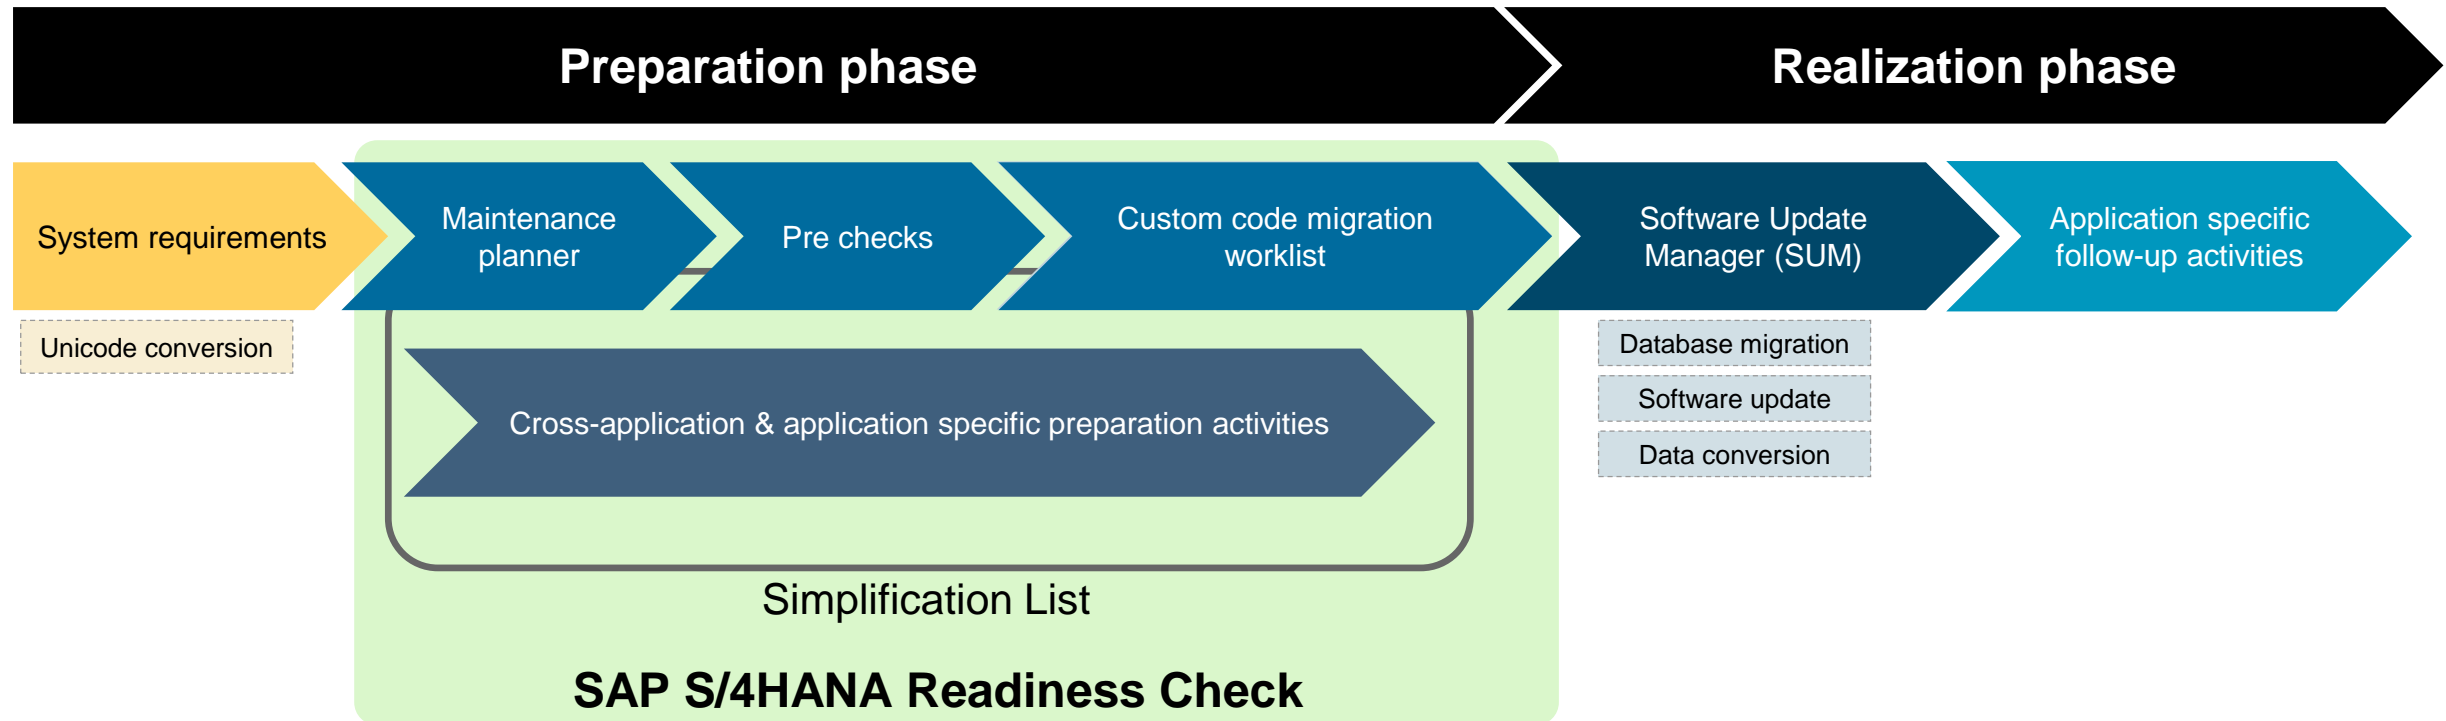 Preparation phase
Realization phase
System requirements
Maintenance
planner
Pre checks
Custom code migration
worklist
Software Update
Manager (SUM)
Application specific
follow-up activities
Unicode conversion
Database migration
Software update
Data conversion
Cross-application & application specific preparation activities
Simplification List
SAP S/4HANA Readiness Check